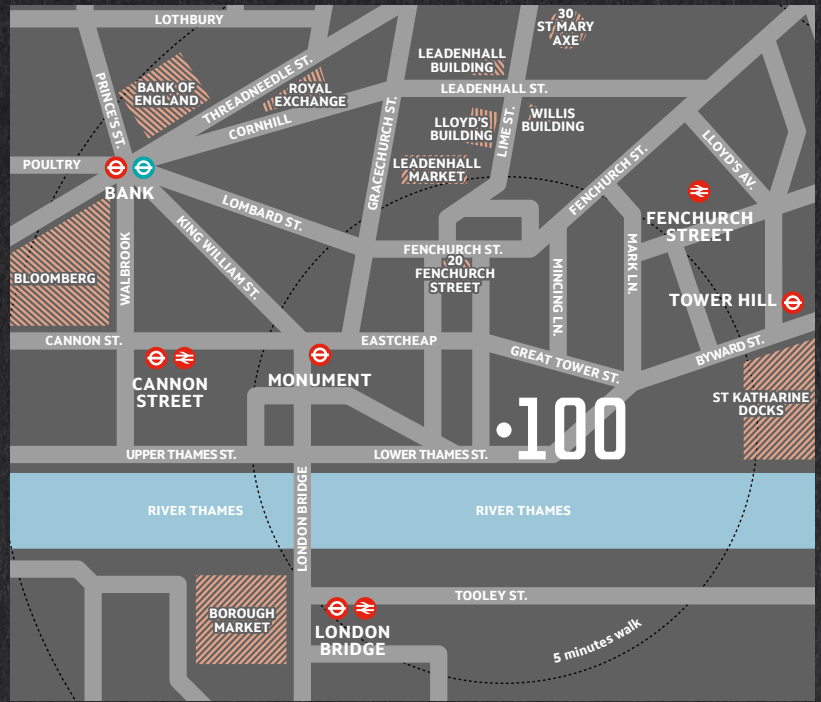 LOTHBURY
30
ST MARY
AXE
PRINCE'S ST.
BANK OF
ENGLAND
THREADNEEDLE ST.
ROYAL
EXCHANGE
CORNHILL
LEADENHALL
BUILDING
LEADENHALL ST.
GRACECHURCH ST.
LLOYD'S
BUILDING
LIME ST.
WILLIS
BUILDING
LEADENHALL
MARKET
FENCHURCH ST.
LLOYD'S AV.
POULTRY
BANK
LOMBARD ST.
KING WILLIAM ST.
WALBROOK
BLOOMBERG
FENCHURCH ST.
20
FENCHURCH
STREET
MINCING LN.
MARK LN.
FENCHURCH
STREET
TOWER HILL
CANNON ST.
CANNON
STREET
MONUMENT
EASTCHEAP
GREAT TOWER ST.
BYWARD ST.
ST KATHARINE
DOCKS
•100
UPPER THAMES ST.
LOWER THAMES ST.
RIVER THAMES
LONDON BRIDGE
RIVER THAMES
BOROUGH
MARKET
LONDON
BRIDGE
TOOLEY ST.
5 minutes walk